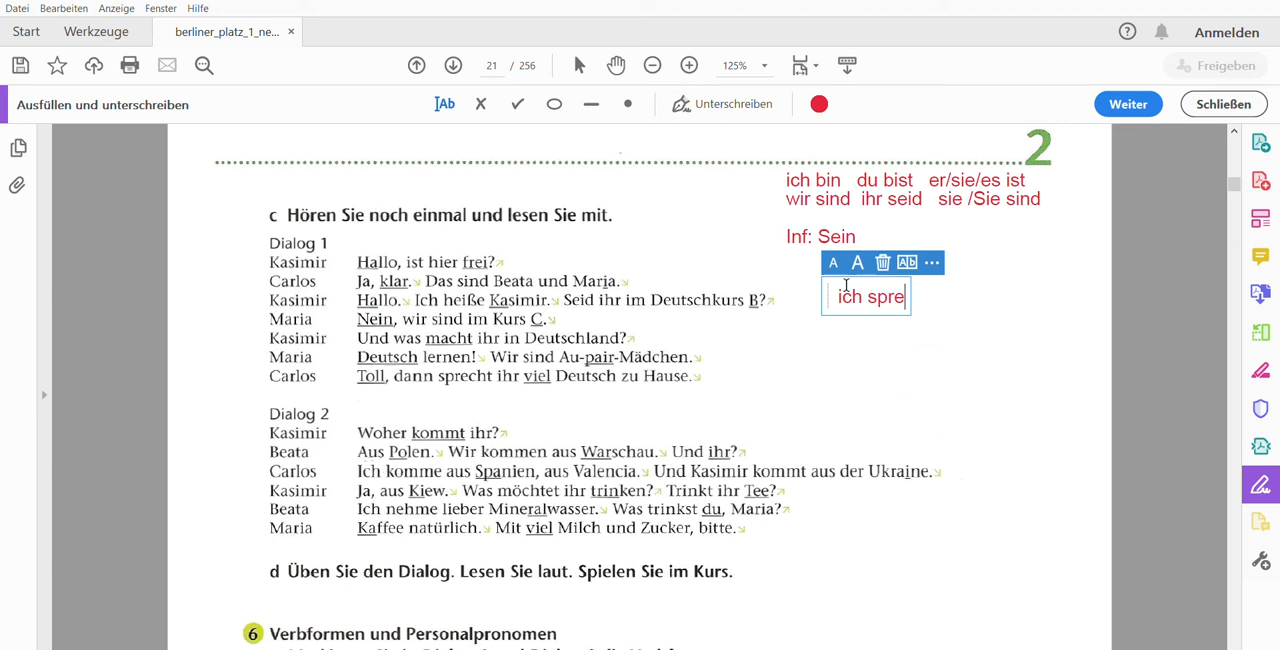 Datei Bearbeiten Anzeige Fenster Hilfe
Start Werkzeuge berliner_platz_1_ne... × Anmelden
21 / 256 125% Freigeben
Ausfüllen und unterschreiben Ab Unterschreiben Weiter Schließen
2
ich bin du bist er/sie/es ist
wir sind ihr seid sie /Sie sind
c Hören Sie noch einmal und lesen Sie mit.
Inf: Sein
Dialog 1
Kasimir Hallo, ist hier frei?↗
A A Ab ...
Carlos Ja, klar.↘ Das sind Beata und Maria.↘
ich spre
Kasimir Hallo.↘ Ich heiße Kasimir.↘ Seid ihr im Deutschkurs B?↗
Maria Nein, wir sind im Kurs C.↘
Kasimir Und was macht ihr in Deutschland?↗
Maria Deutsch lernen!↘ Wir sind Au-pair-Mädchen.↘
Carlos Toll, dann sprecht ihr viel Deutsch zu Hause.↘
Dialog 2
Kasimir Woher kommt ihr?↗
Beata Aus Polen.↘ Wir kommen aus Warschau.↘ Und ihr?↗
Carlos Ich komme aus Spanien, aus Valencia.↘ Und Kasimir kommt aus der Ukraine.↘
Kasimir Ja, aus Kiew.↘ Was möchtet ihr trinken?↗ Trinkt ihr Tee?↗
Beata Ich nehme lieber Mineralwasser.↘ Was trinkst du, Maria?↗
Maria Kaffee natürlich.↘ Mit viel Milch und Zucker, bitte.↘
d Üben Sie den Dialog. Lesen Sie laut. Spielen Sie im Kurs.
6 Verbformen und Personalpronomen